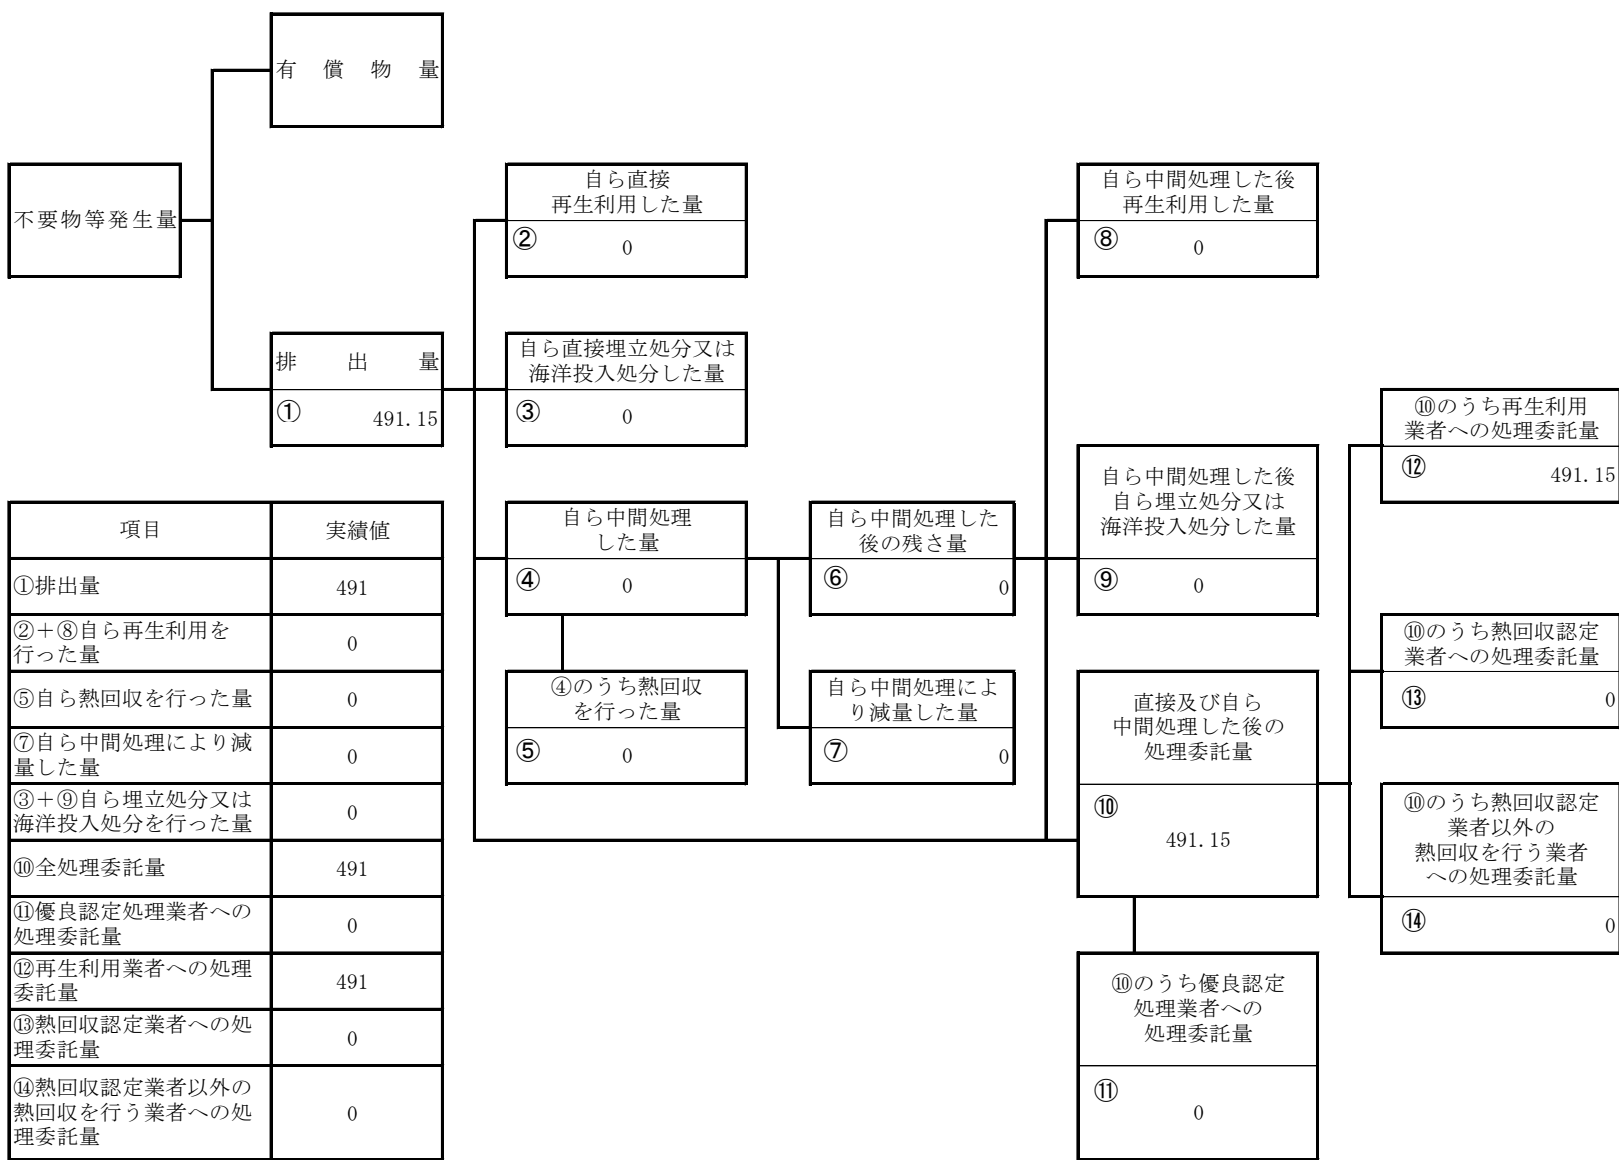 有償物量
不要物等発生量
排出量
① 491.15
自ら直接
再生利用した量
② 0
自ら直接埋立処分又は
海洋投入処分した量
③ 0
自ら中間処理
した量
④ 0
④のうち熱回収
を行った量
⑤ 0
自ら中間処理した
後の残さ量
⑥ 0
自ら中間処理によ
り減量した量
⑦ 0
自ら中間処理した後
再生利用した量
⑧ 0
自ら中間処理した後
自ら埋立処分又は
海洋投入処分した量
⑨ 0
直接及び自ら
中間処理した後の
処理委託量
⑩
491.15
⑩のうち優良認定
処理業者への
処理委託量
⑪
0
⑩のうち再生利用
業者への処理委託量
⑫ 491.15
⑩のうち熱回収認定
業者への処理委託量
⑬ 0
⑩のうち熱回収認定
業者以外の
熱回収を行う業者
への処理委託量
⑭ 0
項目 実績値
①排出量 491
②+⑧自ら再生利用を
行った量 0
⑤自ら熱回収を行った量 0
⑦自ら中間処理により減
量した量 0
③+⑨自ら埋立処分又は
海洋投入処分を行った量 0
⑩全処理委託量 491
⑪優良認定処理業者への
処理委託量 0
⑫再生利用業者への処理
委託量 491
⑬熱回収認定業者への処
理委託量 0
⑭熱回収認定業者以外の
熱回収を行う業者への処
理委託量 0